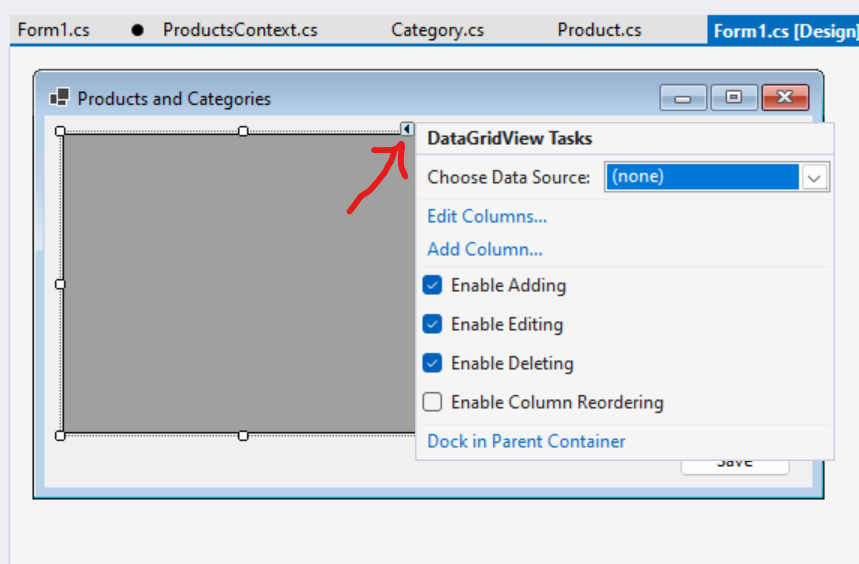 Form1.cs ● ProductsContext.cs Category.cs Product.cs Form1.cs [Design]
Products and Categories
DataGridView Tasks
Choose Data Source: (none)
Edit Columns...
Add Column...
Enable Adding
Enable Editing
Enable Deleting
Enable Column Reordering
Dock in Parent Container
Save